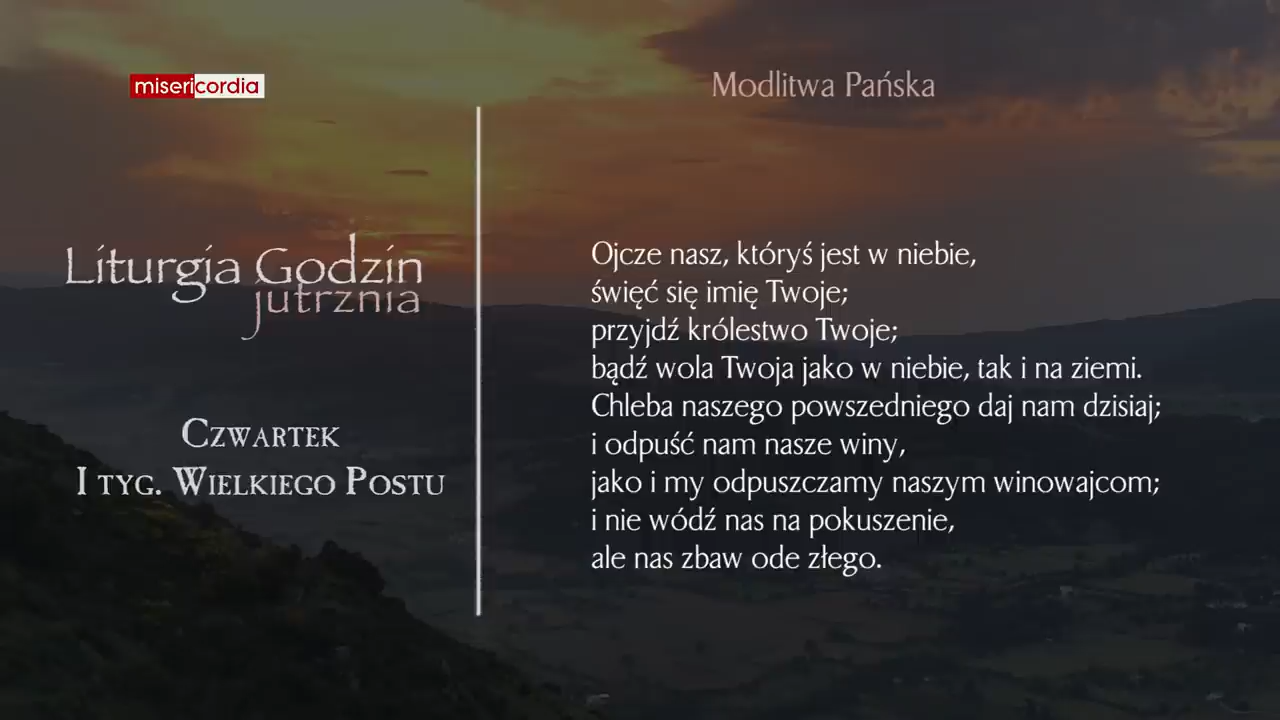 misericordia
Liturgia Godzin
jutrznia
Czwartek
I tyg. Wielkiego Postu
Modlitwa Pańska
Ojcze nasz, któryś jest w niebie,
święć się imię Twoje;
przyjdź królestwo Twoje;
bądź wola Twoja jako w niebie, tak i na ziemi.
Chleba naszego powszedniego daj nam dzisiaj;
i odpuść nam nasze winy,
jako i my odpuszczamy naszym winowajcom;
i nie wódź nas na pokuszenie,
ale nas zbaw ode złego.